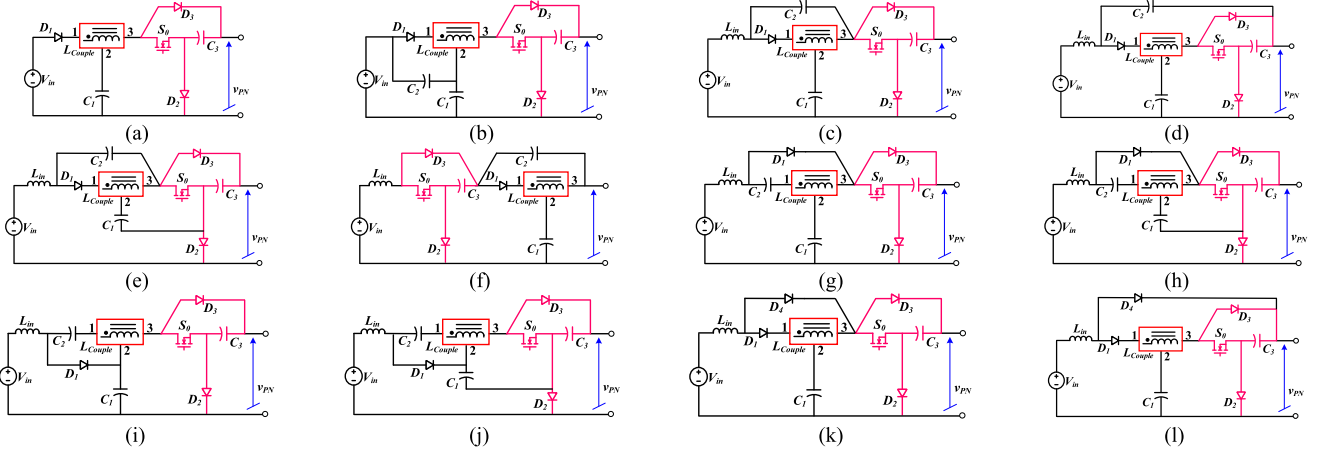 D1 1 3 D3 S0 C3 LCouple 2 Vin C1 D2 vPN
(a)
D1 1 3 D3 S0 C3 LCouple 2 C2 Vin C1 D2 vPN
(b)
C2 D3 Lin D1 1 3 S0 C3 LCouple 2 Vin C1 D2 vPN
(c)
C2 D3 Lin D1 1 3 S0 C3 LCouple 2 Vin C1 D2 vPN
(d)
C2 D3 Lin D1 1 3 S0 C3 LCouple 2 Vin C1 D2 vPN
(e)
D3 C2 Lin S0 C3 D1 1 3 LCouple 2 Vin D2 C1 vPN
(f)
D1 D3 Lin C2 1 3 S0 C3 LCouple 2 Vin C1 D2 vPN
(g)
D1 D3 Lin C2 1 3 S0 C3 LCouple 2 Vin C1 D2 vPN
(h)
D3 Lin C2 1 3 S0 C3 LCouple 2 D1 Vin C1 D2 vPN
(i)
D3 Lin C2 1 3 S0 C3 LCouple 2 D1 Vin C1 D2 vPN
(j)
D4 D3 Lin D1 1 3 S0 C3 LCouple 2 Vin C1 D2 vPN
(k)
D4 D3 Lin D1 1 3 S0 C3 LCouple 2 Vin C1 D2 vPN
(l)